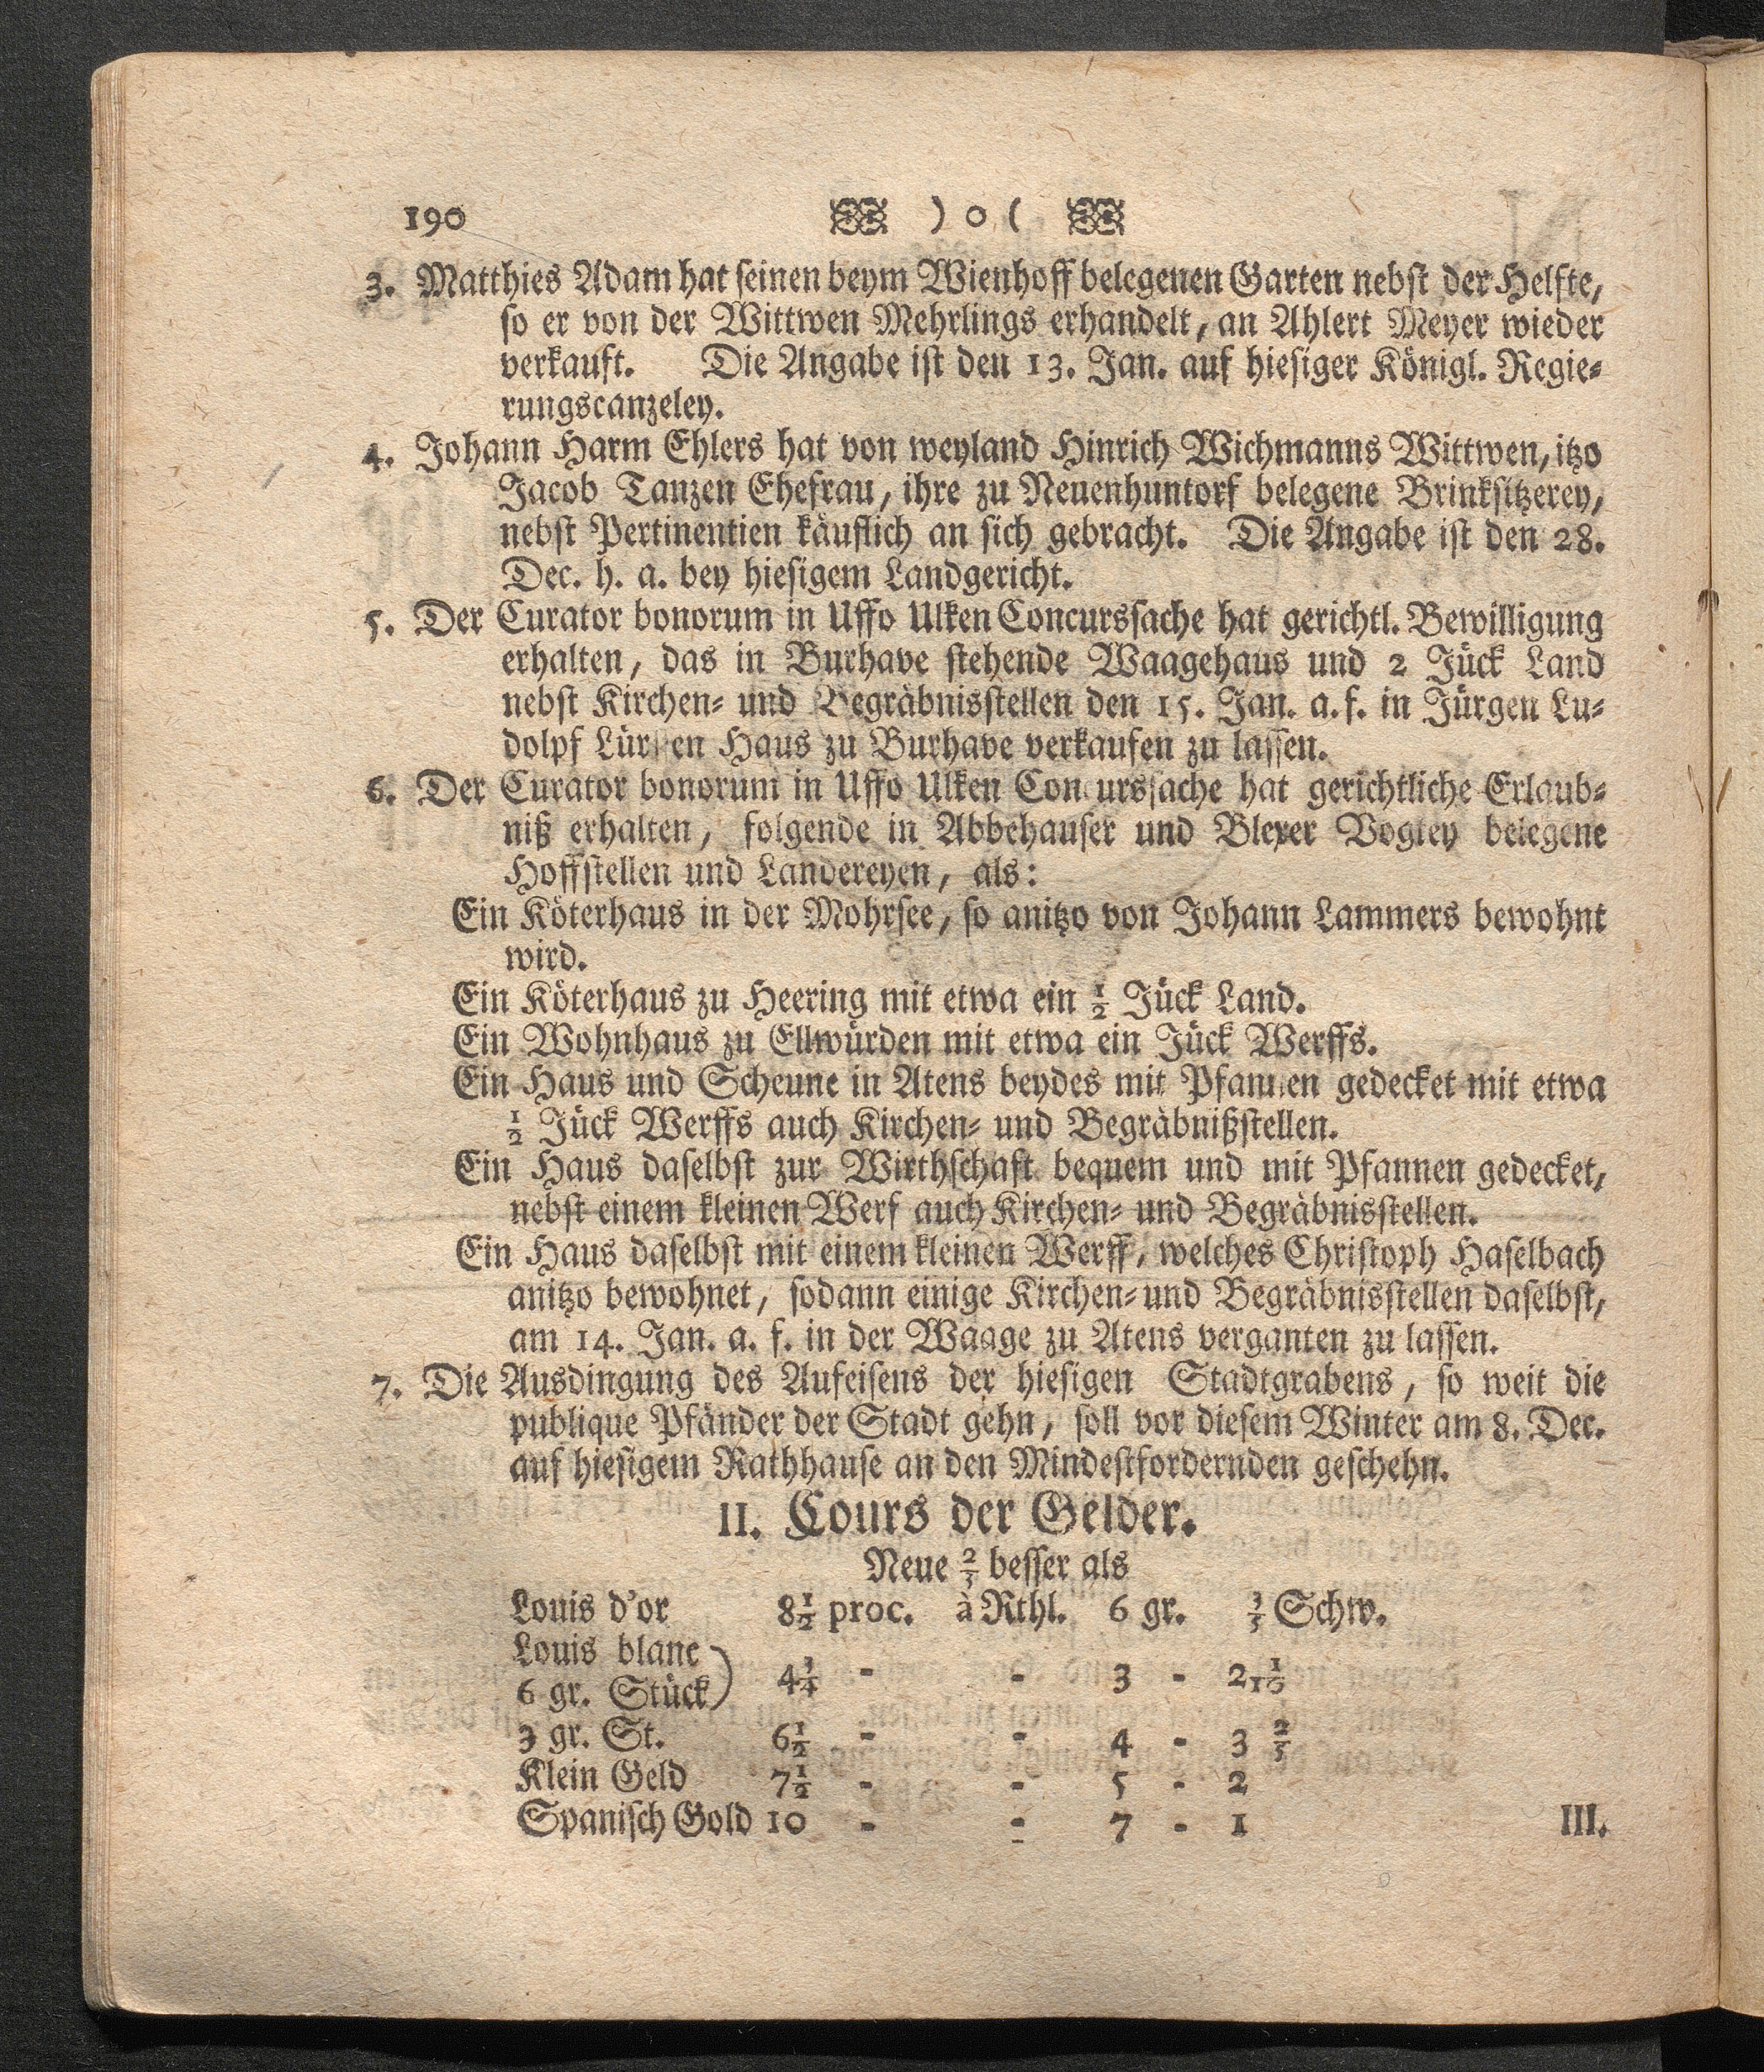 190 ) o (
3. Matthies Adam hat seinen beym Wienhoff belegenen Garten nebst der Helfte,
so er von der Wittwen Mehrlings erhandelt, an Ahlert Meyer wieder
verkauft. Die Angabe ist den 13. Jan. auf hiesiger Königl. Regie-
rungscanzeley.
4. Johann Harm Ehlers hat von weyland Hinrich Wichmanns Wittwen, itzo
Jacob Tanzen Ehefrau, ihre zu Neuenhuntorf belegene Brinksitzerey,
nebst Pertinentien käuflich an sich gebracht. Die Angabe ist den 28.
Dec. h. a. bey hiesigem Landgericht.
5. Der Curator bonorum in Uffo Ulken Concurssache hat gerichtl. Bewilligung
erhalten, das in Burhave stehende Waagehaus und 2 Jück Land
nebst Kirchen- und Begräbnisstellen den 15. Jan. a. f. in Jürgen Lu-
dolpf Lürssen Haus zu Burhave verkaufen zu lassen.
6. Der Curator bonorum in Uffo Ulken Concurssache hat gerichtliche Erlaub-
niß erhalten, folgende in Abbehauser und Blexer Vogtey belegene
Hoffstellen und Landereyen, als:
Ein Köterhaus in der Mohrsee, so anitzo von Johann Lammers bewohnt
wird.
Ein Köterhaus zu Heering mit etwa ein 1/2 Jück Land.
Ein Wohnhaus zu Ellwürden mit etwa ein Jück Werffs.
Ein Haus und Scheune in Atens beydes mit Pfannen gedecket mit etwa
1/2 Jück Werffs auch Kirchen- und Begräbnißstellen.
Ein Haus daselbst zur Wirthschaft bequem und mit Pfannen gedecket,
nebst einem kleinen Werf auch Kirchen- und Begräbnisstellen.
Ein Haus daselbst mit einem kleinen Werff, welches Christoph Haselbach
anitzo bewohnet, sodann einige Kirchen- und Begräbnisstellen daselbst,
am 14. Jan. a. f. in der Waage zu Atens verganten zu lassen.
7. Die Ausdingung des Aufeisens der hiesigen Stadtgrabens, so weit die
publique Pfänder der Stadt gehn, soll vor diesem Winter am 8. Dec.
auf hiesigem Rathhause an den Mindestfordernden geschehn.
II. Cours der Gelder.
Neue 2/3 besser als
Louis d'or 8 1/2 proc. à Rthl. 6 gr. 3/5 Schw.
Louis blanc
6 gr. Stück) 4 3/4 - - 3 - 2 1/10
3 gr. St. 6 1/2 - - 4 - 3 2/5
Klein Geld 7 1/2 - - 5 - 2
Spanisch Gold 10 - - 7 - 1
III.